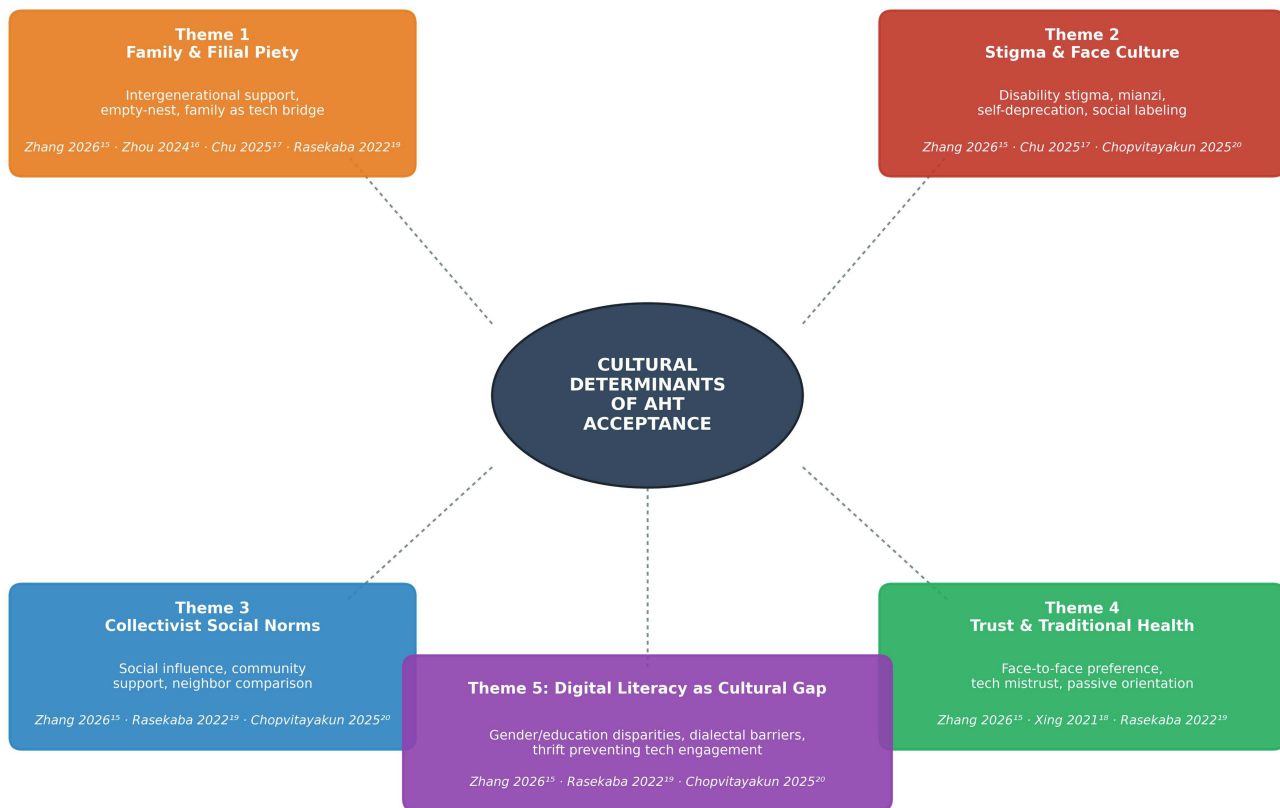 Theme 1
Family & Filial Piety
Intergenerational support,
empty-nest, family as tech bridge
Zhang 2026¹⁵ · Zhou 2024¹⁶ · Chu 2025¹⁷ · Rasekaba 2022¹⁹
Theme 2
Stigma & Face Culture
Disability stigma, mianzi,
self-deprecation, social labeling
Zhang 2026¹⁵ · Chu 2025¹⁷ · Chopvitayakun 2025²⁰
CULTURAL
DETERMINANTS
OF AHT
ACCEPTANCE
Theme 3
Collectivist Social Norms
Social influence, community
support, neighbor comparison
Zhang 2026¹⁵ · Rasekaba 2022¹⁹ · Chopvitayakun 2025²⁰
Theme 4
Trust & Traditional Health
Face-to-face preference,
tech mistrust, passive orientation
Zhang 2026¹⁵ · Xing 2021¹⁸ · Rasekaba 2022¹⁹
Theme 5: Digital Literacy as Cultural Gap
Gender/education disparities, dialectal barriers,
thrift preventing tech engagement
Zhang 2026¹⁵ · Rasekaba 2022¹⁹ · Chopvitayakun 2025²⁰